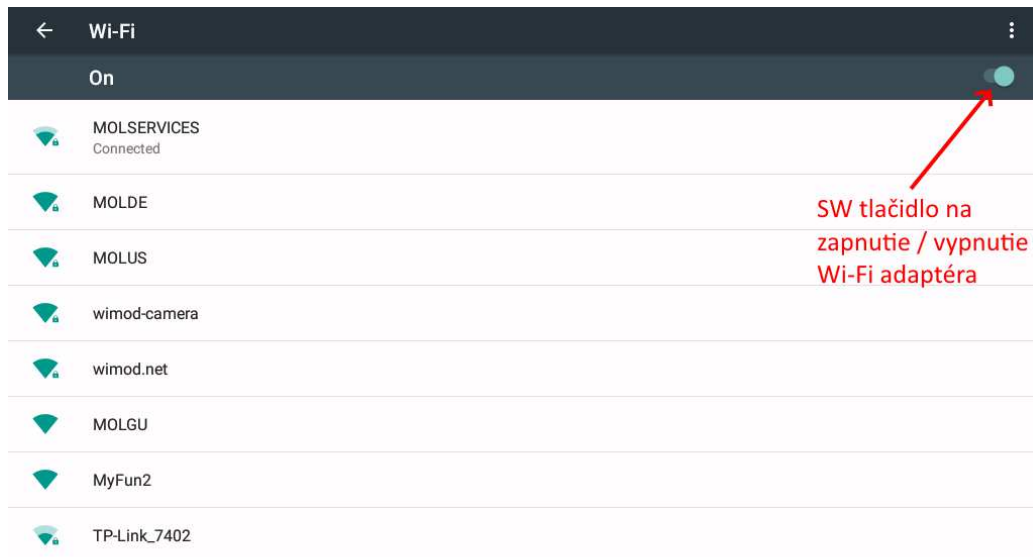 Wi-Fi
On
MOLSERVICES
Connected
MOLDE
MOLUS
wimod-camera
wimod.net
MOLGU
MyFun2
TP-Link_7402
SW tlačidlo na
zapnutie / vypnutie
Wi-Fi adaptéra